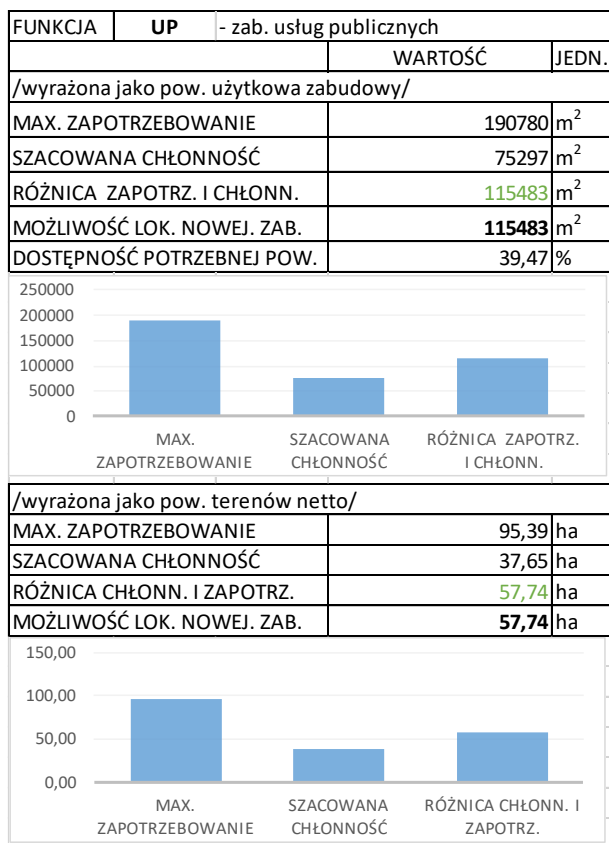 FUNKCJA UP - zab. usług publicznych
WARTOŚĆ JEDN.
/wyrażona jako pow. użytkowa zabudowy/
MAX. ZAPOTRZEBOWANIE 190780 m²
SZACOWANA CHŁONNOŚĆ 75297 m²
RÓŻNICA ZAPOTRZ. I CHŁONN. 115483 m²
MOŻLIWOŚĆ LOK. NOWEJ. ZAB. 115483 m²
DOSTĘPNOŚĆ POTRZEBNEJ POW. 39,47 %
250000
200000
150000
100000
50000
0
MAX. SZACOWANA RÓŻNICA ZAPOTRZ.
ZAPOTRZEBOWANIE CHŁONNOŚĆ I CHŁONN.
/wyrażona jako pow. terenów netto/
MAX. ZAPOTRZEBOWANIE 95,39 ha
SZACOWANA CHŁONNOŚĆ 37,65 ha
RÓŻNICA CHŁONN. I ZAPOTRZ. 57,74 ha
MOŻLIWOŚĆ LOK. NOWEJ. ZAB. 57,74 ha
150,00
100,00
50,00
0,00
MAX. SZACOWANA RÓŻNICA CHŁONN. I
ZAPOTRZEBOWANIE CHŁONNOŚĆ ZAPOTRZ.